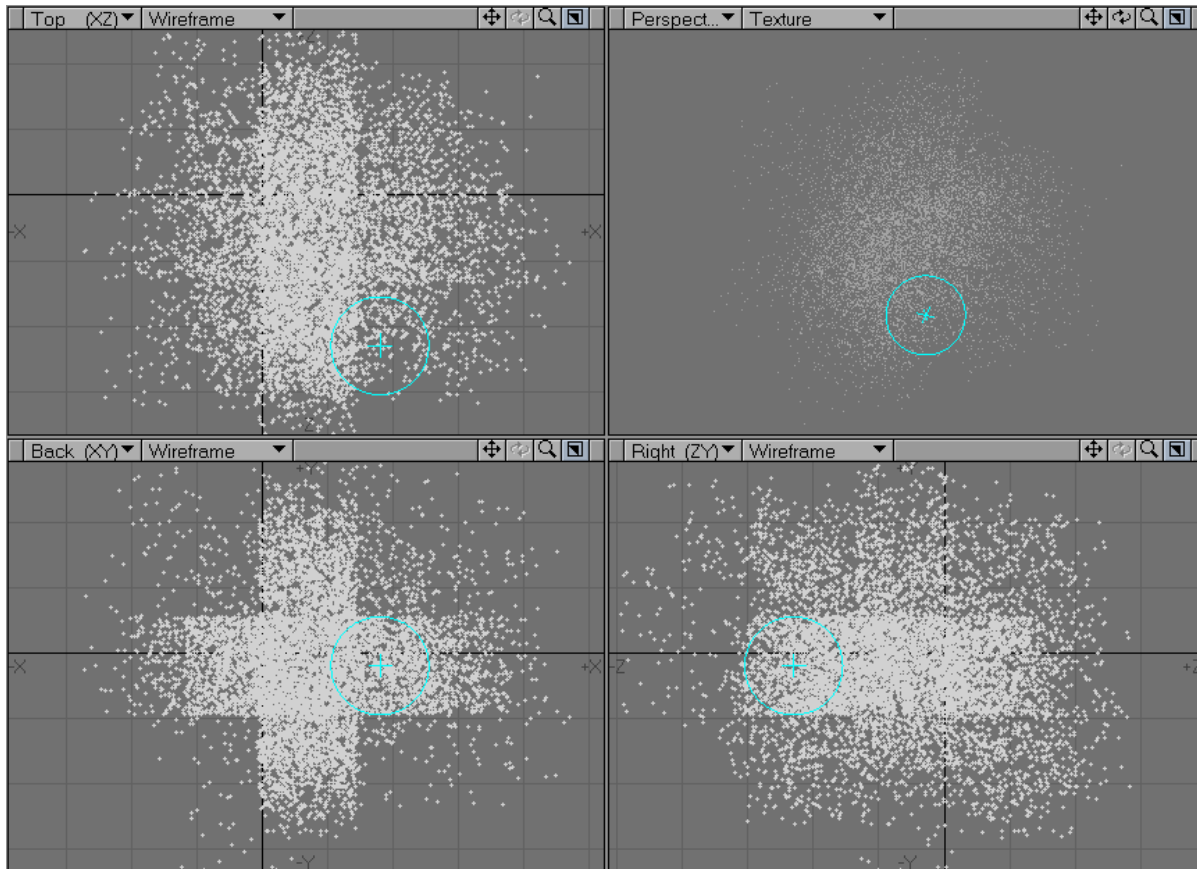 Top (XZ) Wireframe
Perspect... Texture
Z
-X
+X
Z
Back (XY) Wireframe
Right (ZY) Wireframe
+Y
-X
+X
-Y
+Y
-Z
+Z
-Y